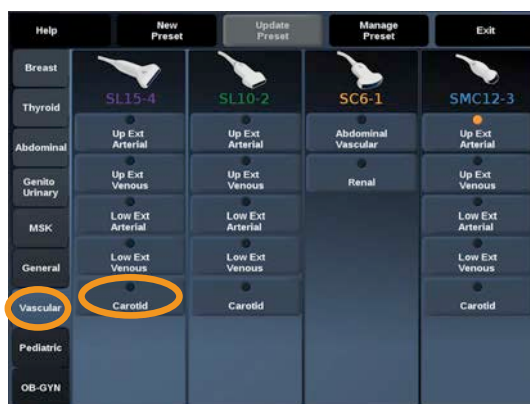 Help
New
Preset
Update
Preset
Manage
Preset
Exit
Breast
Thyroid
Abdominal
Genito
Urinary
MSK
General
Vascular
Pediatric
OB-GYN
SL15-4
Up Ext
Arterial
Up Ext
Venous
Low Ext
Arterial
Low Ext
Venous
Carotid
SL10-2
Up Ext
Arterial
Up Ext
Venous
Low Ext
Arterial
Low Ext
Venous
Carotid
SC6-1
Abdominal
Vascular
Renal
SMC12-3
Up Ext
Arterial
Up Ext
Venous
Low Ext
Arterial
Low Ext
Venous
Carotid